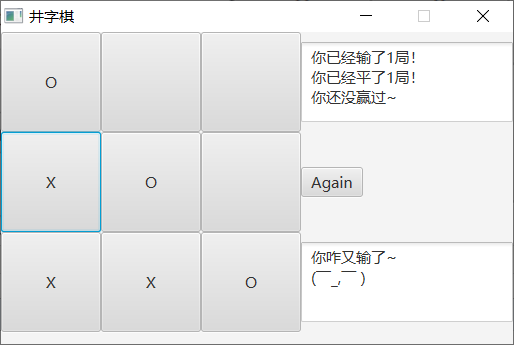 井字棋
O
X
O
X
X
O
你已经输了1局！
你已经平了1局！
你还没赢过~
Again
你咋又输了~
(￣_,￣ )